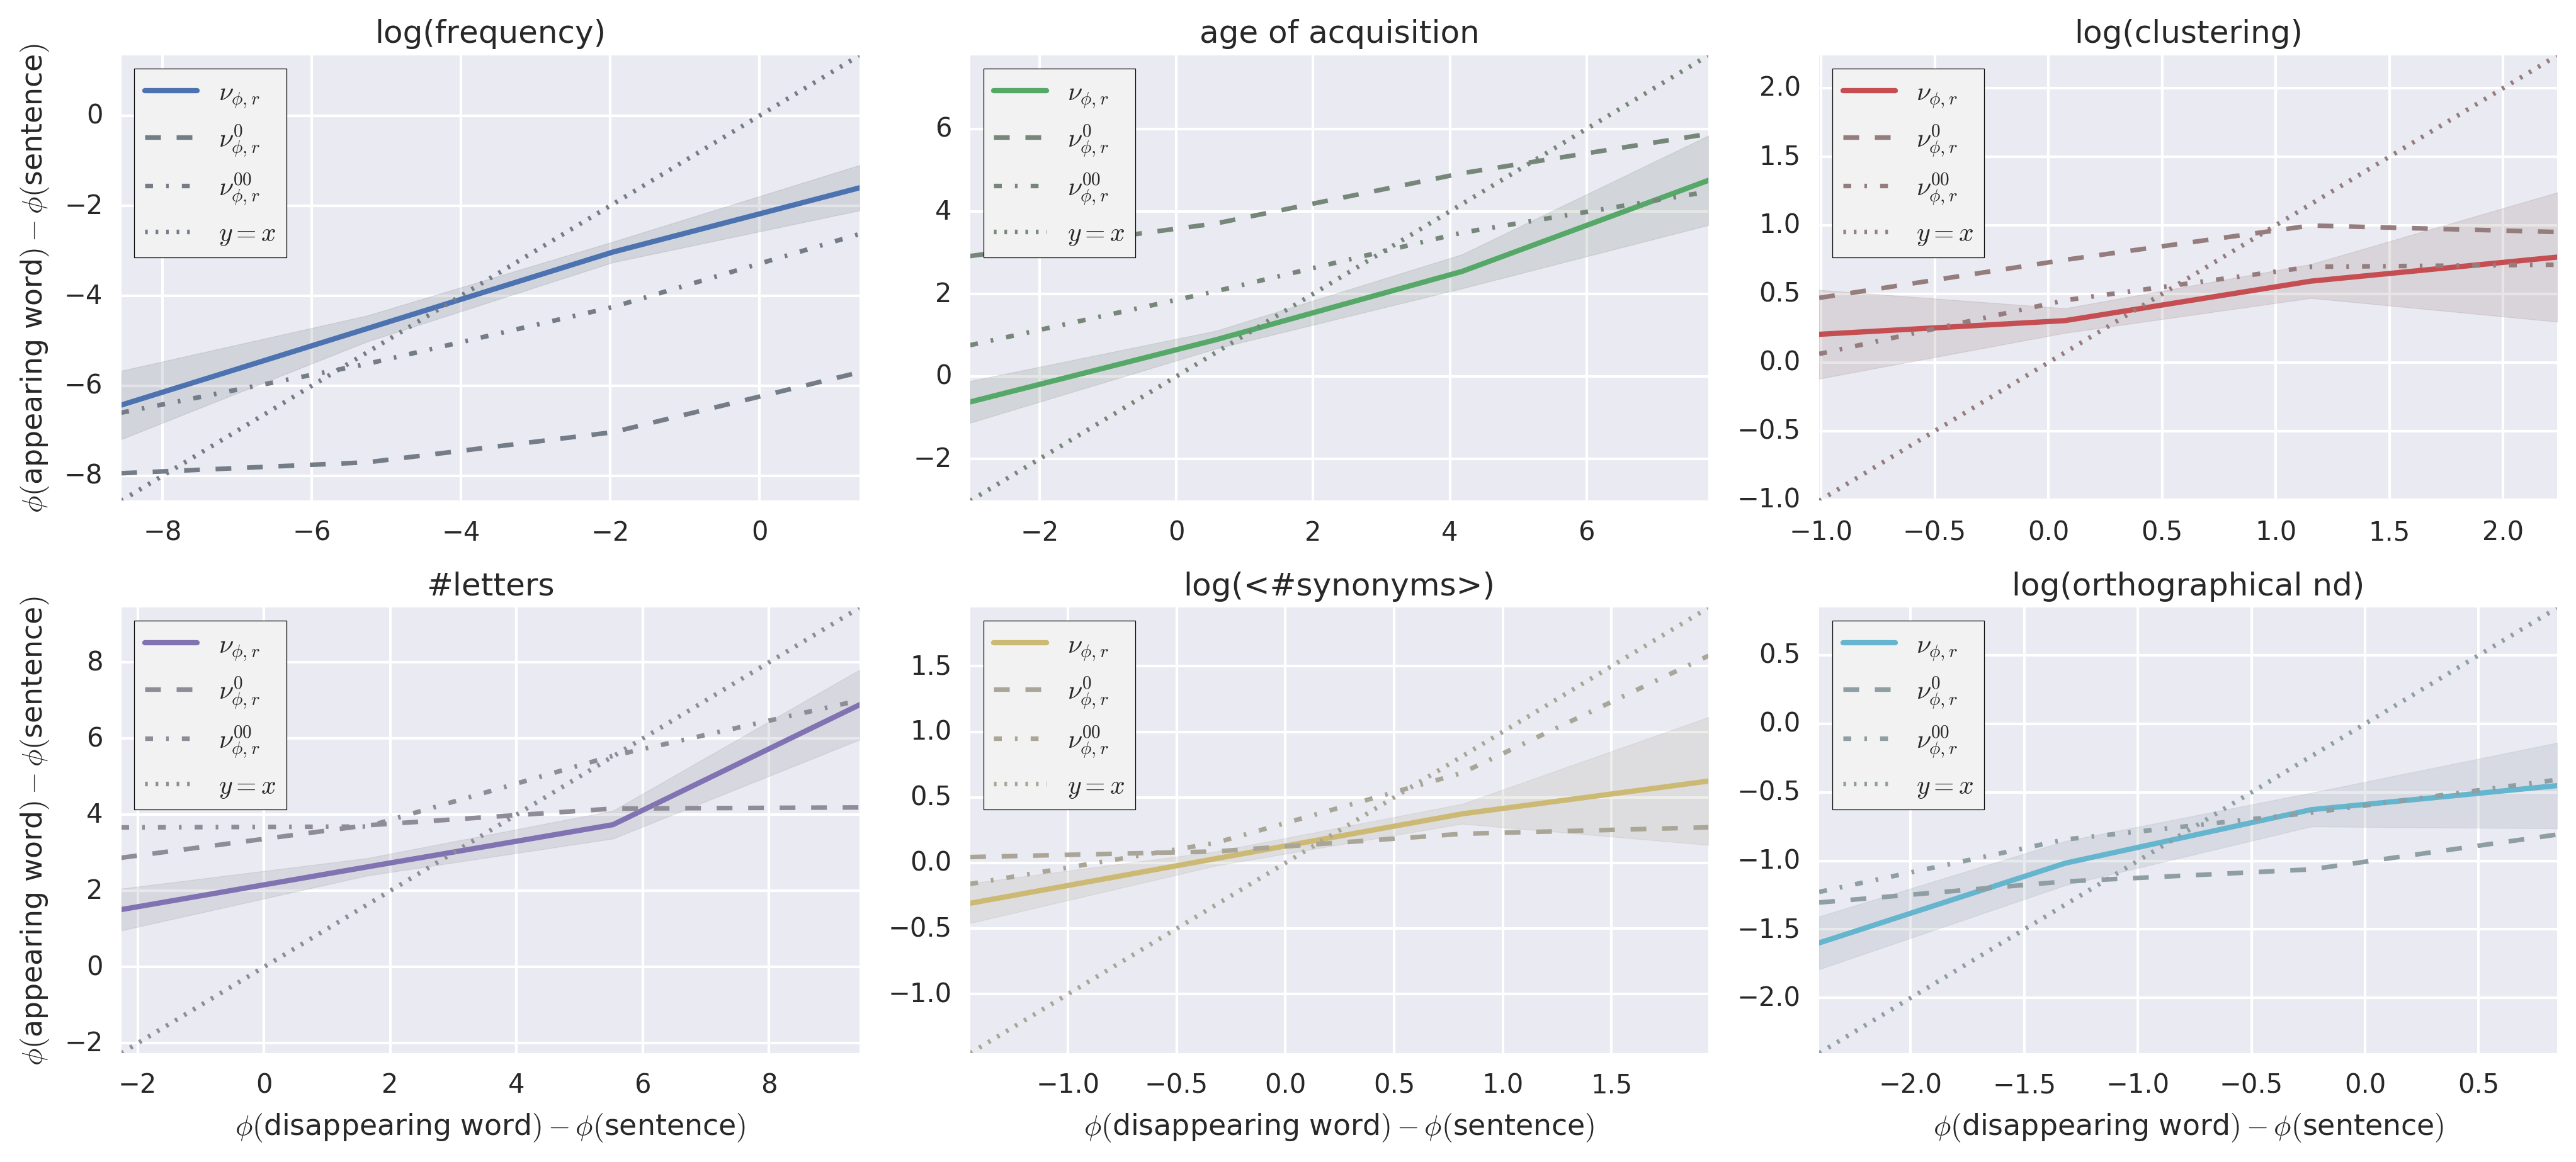 log(frequency)
ϕ(appearing word) − ϕ(sentence)
0
−2
−4
−6
−8
−8 −6 −4 −2 0
ν_{ϕ,r}
ν^0_{ϕ,r}
ν^{00}_{ϕ,r}
y = x
age of acquisition
6
4
2
0
−2
−2 0 2 4 6
ν_{ϕ,r}
ν^0_{ϕ,r}
ν^{00}_{ϕ,r}
y = x
log(clustering)
2.0
1.5
1.0
0.5
0.0
−0.5
−1.0
−1.0 −0.5 0.0 0.5 1.0 1.5 2.0
ν_{ϕ,r}
ν^0_{ϕ,r}
ν^{00}_{ϕ,r}
y = x
#letters
ϕ(appearing word) − ϕ(sentence)
8
6
4
2
0
−2
−2 0 2 4 6 8
ν_{ϕ,r}
ν^0_{ϕ,r}
ν^{00}_{ϕ,r}
y = x
ϕ(disappearing word) − ϕ(sentence)
log(<#synonyms>)
1.5
1.0
0.5
0.0
−0.5
−1.0
−1.0 −0.5 0.0 0.5 1.0 1.5
ν_{ϕ,r}
ν^0_{ϕ,r}
ν^{00}_{ϕ,r}
y = x
ϕ(disappearing word) − ϕ(sentence)
log(orthographical nd)
0.5
0.0
−0.5
−1.0
−1.5
−2.0
−2.0 −1.5 −1.0 −0.5 0.0 0.5
ν_{ϕ,r}
ν^0_{ϕ,r}
ν^{00}_{ϕ,r}
y = x
ϕ(disappearing word) − ϕ(sentence)